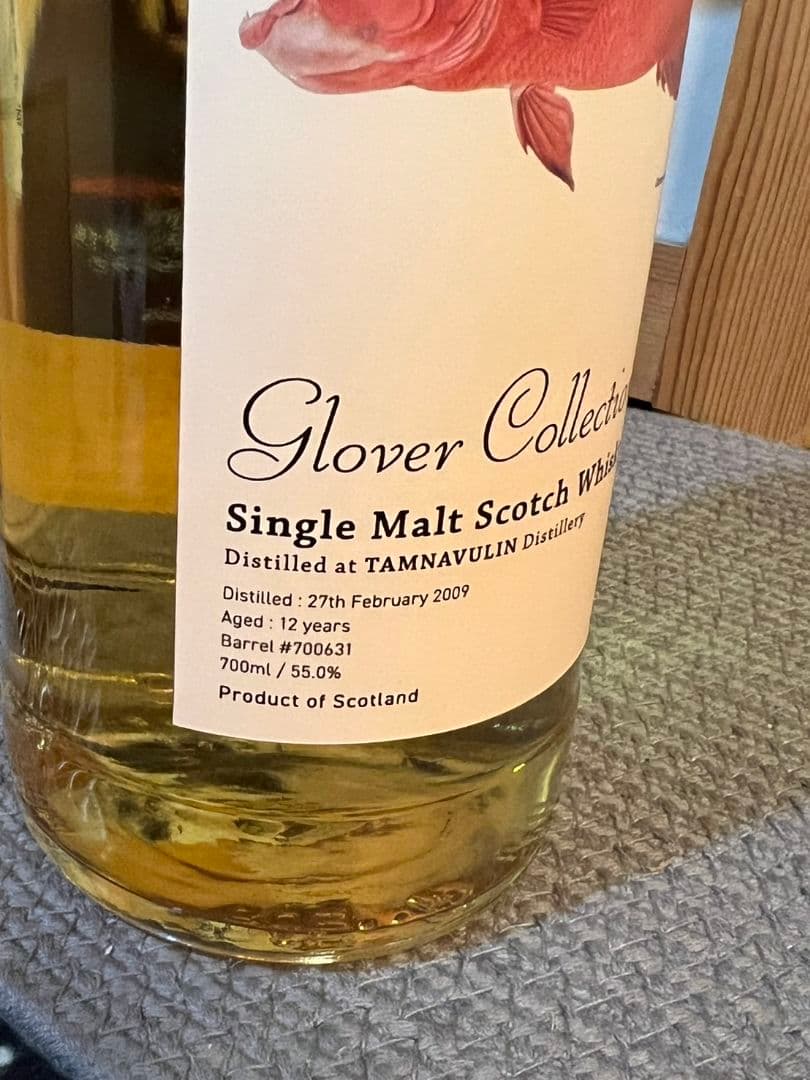 Glover Collectio
Single Malt Scotch Whis
Distilled at TAMNAVULIN Distillery
Distilled : 27th February 2009
Aged : 12 years
Barrel #700631
700ml / 55.0%
Product of Scotland